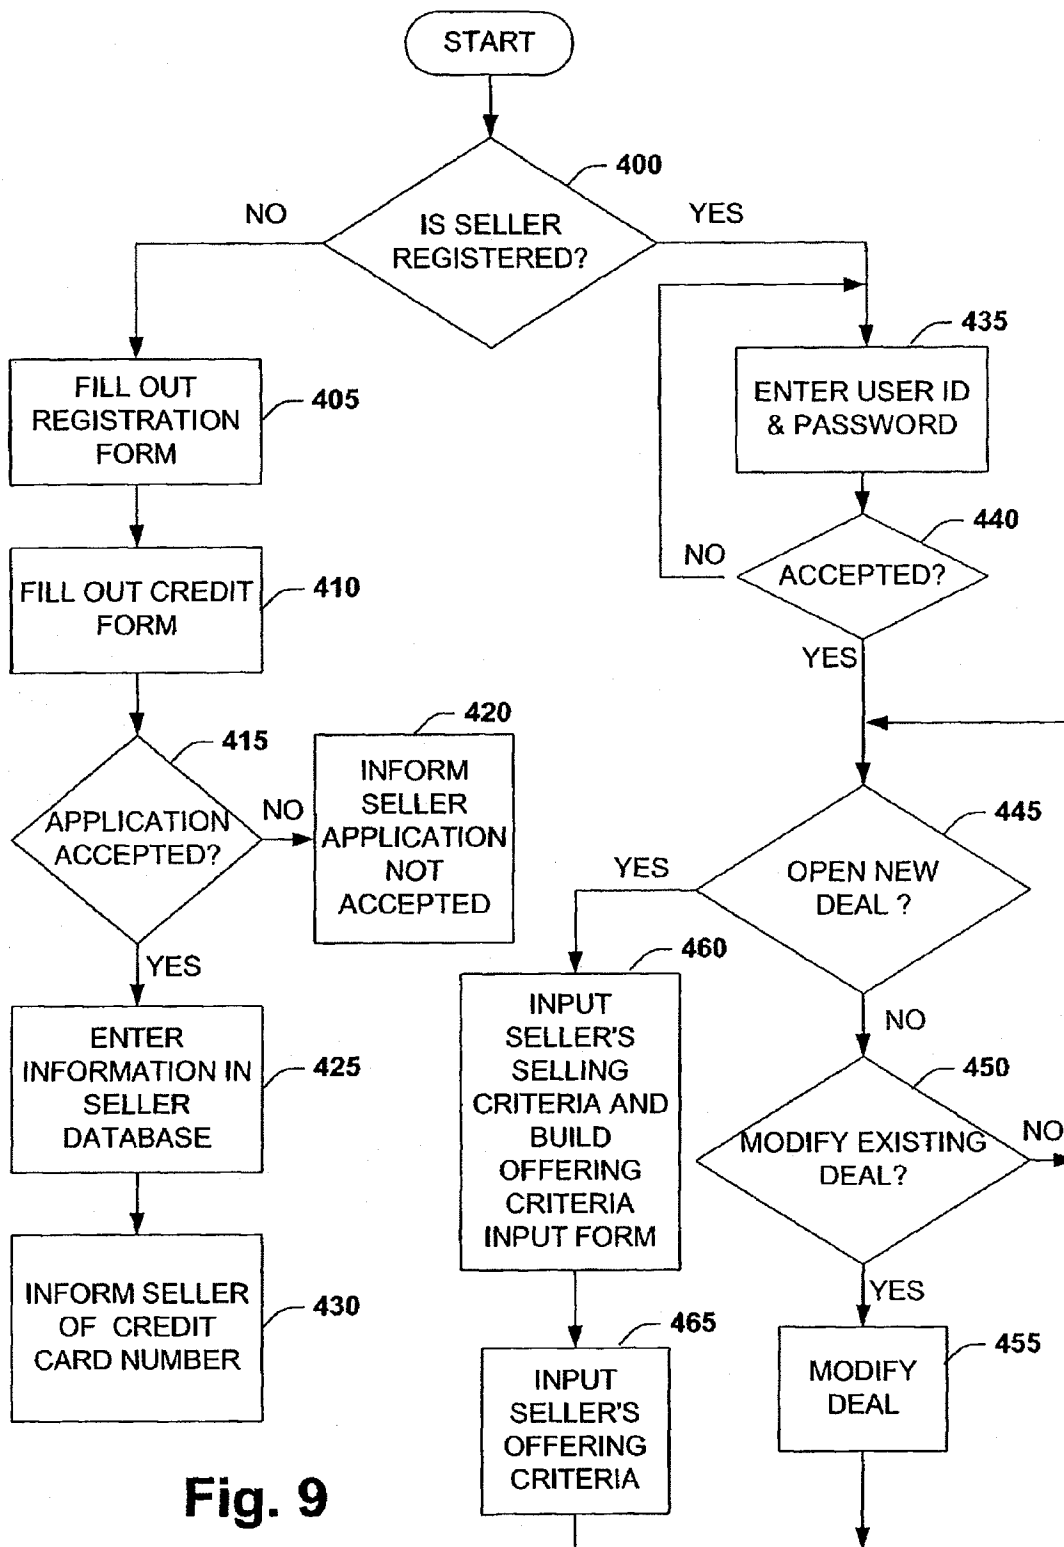 START
400
NO
YES
IS SELLER
REGISTERED?
435
FILL OUT
REGISTRATION
FORM
405
ENTER USER ID
& PASSWORD
440
NO
ACCEPTED?
FILL OUT CREDIT
FORM
410
YES
420
415
INFORM
SELLER
APPLICATION
NOT
ACCEPTED
NO
APPLICATION
ACCEPTED?
445
YES
OPEN NEW
DEAL ?
YES
460
NO
ENTER
INFORMATION IN
SELLER
DATABASE
425
INPUT
SELLER'S
SELLING
CRITERIA AND
BUILD
OFFERING
CRITERIA
INPUT FORM
450
MODIFY EXISTING
DEAL?
NO
YES
INFORM SELLER
OF CREDIT
CARD NUMBER
430
465
455
INPUT
SELLER'S
OFFERING
CRITERIA
MODIFY
DEAL
Fig. 9